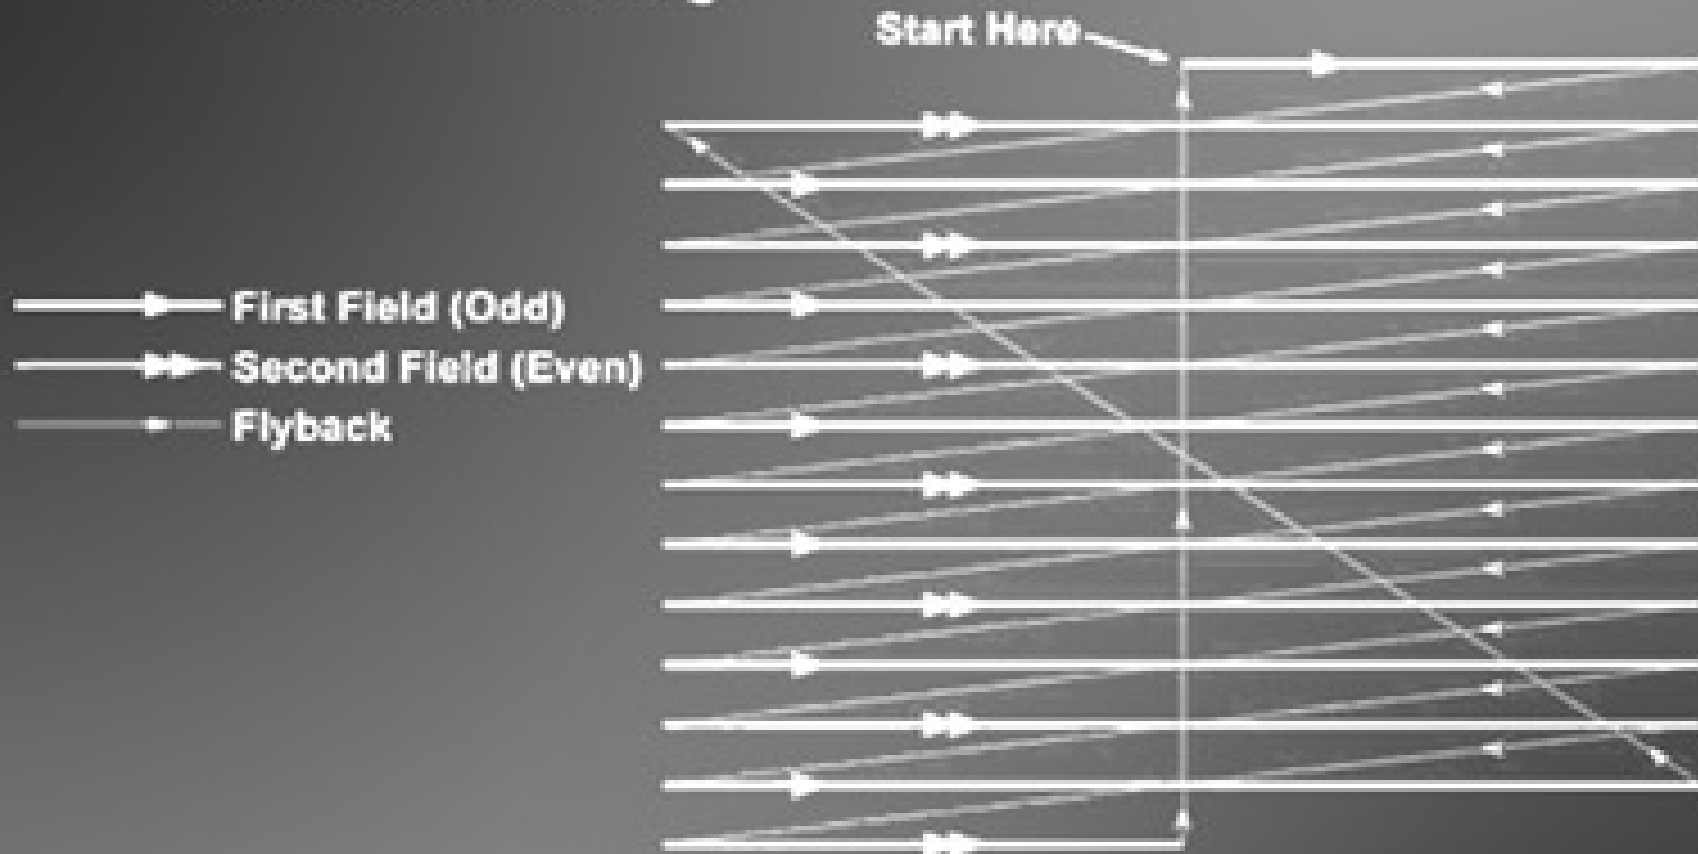 Start Here
First Field (Odd)
Second Field (Even)
Flyback